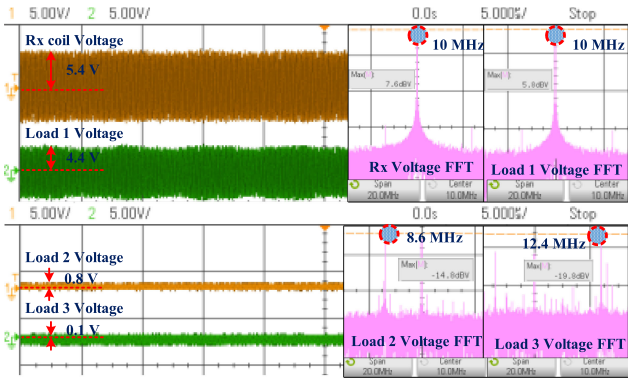 1 5.00V/ 2 5.00V/ 0.0s 5.000%/ Stop
Rx coil Voltage
5.4 V
Load 1 Voltage
4.4 V
10 MHz
10 MHz
Max( ):
7.6dBV
Max( ):
5.0dBV
Rx Voltage FFT
Load 1 Voltage FFT
Span
20.0MHz
Center
10.0MHz
Span
20.0MHz
Center
10.0MHz
1 5.00V/ 2 5.00V/ 0.0s 5.000%/ Stop
Load 2 Voltage
0.8 V
Load 3 Voltage
0.1 V
8.6 MHz
12.4 MHz
Max( ):
-14.8dBV
Max( ):
-19.8dBV
Load 2 Voltage FFT
Load 3 Voltage FFT
Span
20.0MHz
Center
10.0MHz
Span
20.0MHz
Center
10.0MHz